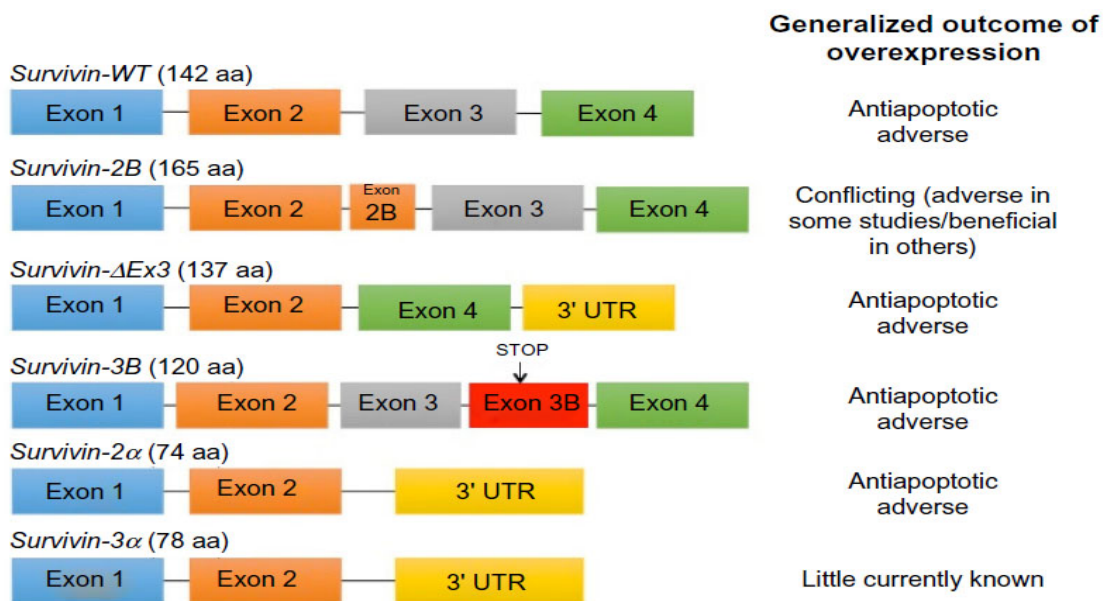 Generalized outcome of
overexpression
Survivin-WT (142 aa)
Exon 1 Exon 2 Exon 3 Exon 4
Antiapoptotic
adverse
Survivin-2B (165 aa)
Exon 1 Exon 2 Exon 2B Exon 3 Exon 4
Conflicting (adverse in
some studies/beneficial
in others)
Survivin-ΔEx3 (137 aa)
Exon 1 Exon 2 Exon 4 3' UTR
Antiapoptotic
adverse
STOP
Survivin-3B (120 aa)
Exon 1 Exon 2 Exon 3 Exon 3B Exon 4
Antiapoptotic
adverse
Survivin-2α (74 aa)
Exon 1 Exon 2 3' UTR
Antiapoptotic
adverse
Survivin-3α (78 aa)
Exon 1 Exon 2 3' UTR
Little currently known